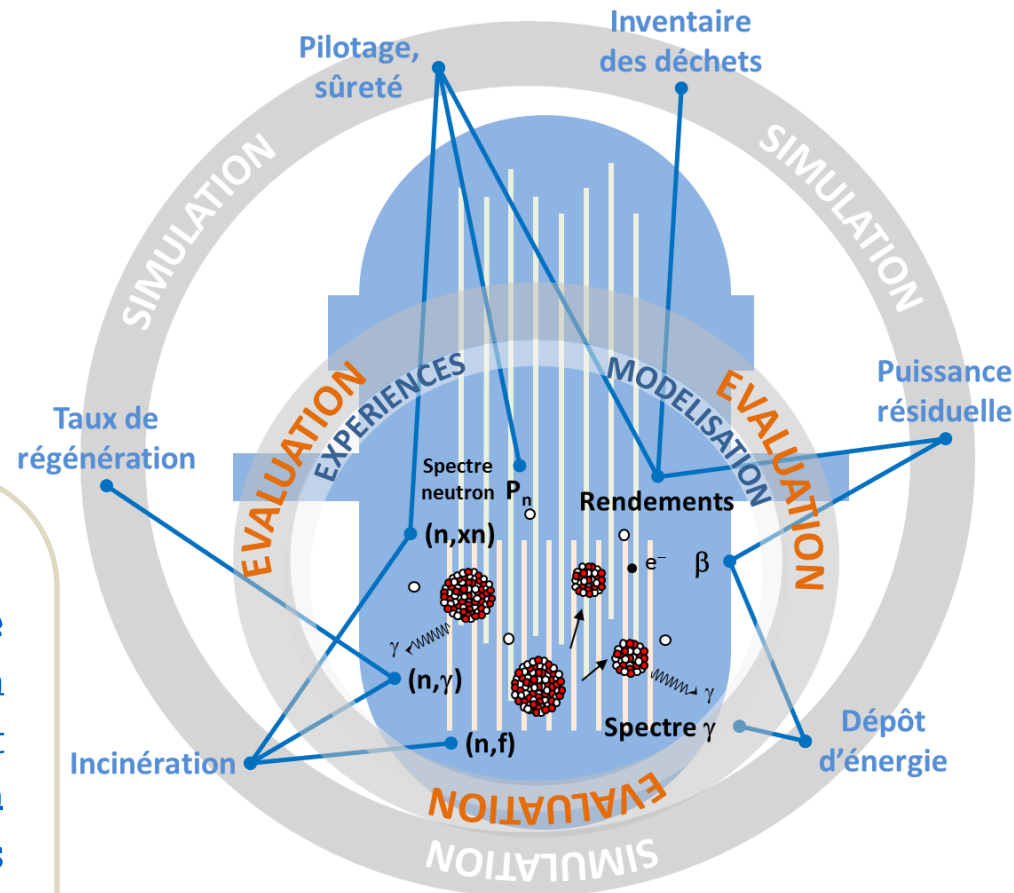 Inventaire
des déchets
Pilotage,
sûreté
SIMULATION
SIMULATION
Puissance
résiduelle
EVALUATION
EXPERIENCES
MODELISATION
EVALUATION
Taux de
régénération
Spectre
neutron
Pn
Rendements
(n,xn)
e−
β
γ
(n,γ)
γ
Spectre γ
(n,f)
Incinération
Dépôt
d'énergie
EVALUATION
SIMULATION